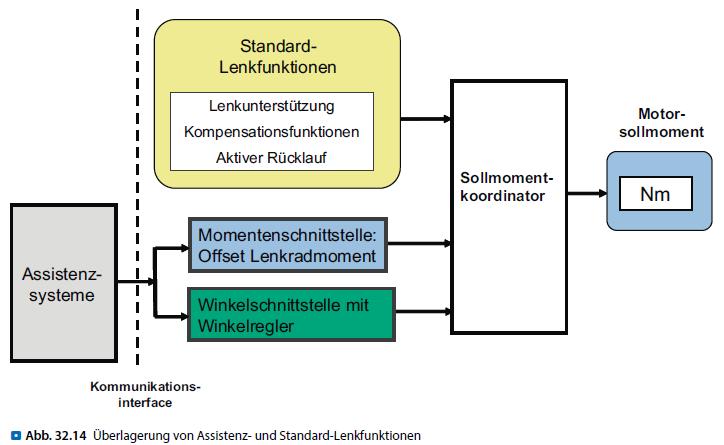 Standard-
Lenkfunktionen
Lenkunterstützung
Kompensationsfunktionen
Aktiver Rücklauf
Motor-
sollmoment
Nm
Sollmoment-
koordinator
Momentenschnittstelle:
Offset Lenkradmoment
Assistenz-
systeme
Winkelschnittstelle mit
Winkelregler
Kommunikations-
interface
Abb. 32.14 Überlagerung von Assistenz- und Standard-Lenkfunktionen